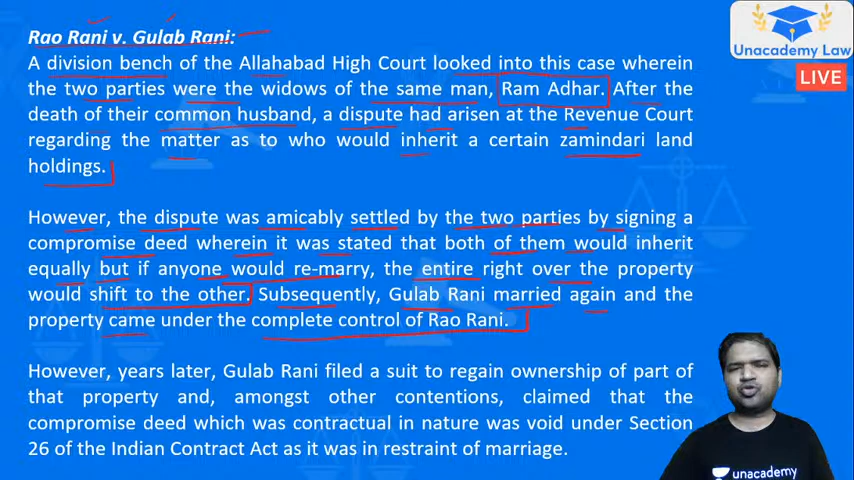 Rao Rani v. Gulab Rani:
A division bench of the Allahabad High Court looked into this case wherein
the two parties were the widows of the same man, Ram Adhar. After the
death of their common husband, a dispute had arisen at the Revenue Court
regarding the matter as to who would inherit a certain zamindari land
holdings.
However, the dispute was amicably settled by the two parties by signing a
compromise deed wherein it was stated that both of them would inherit
equally but if anyone would re-marry, the entire right over the property
would shift to the other. Subsequently, Gulab Rani married again and the
property came under the complete control of Rao Rani.
However, years later, Gulab Rani filed a suit to regain ownership of part of
that property and, amongst other contentions, claimed that the
compromise deed which was contractual in nature was void under Section
26 of the Indian Contract Act as it was in restraint of marriage.
Unacademy Law
LIVE
unacademy